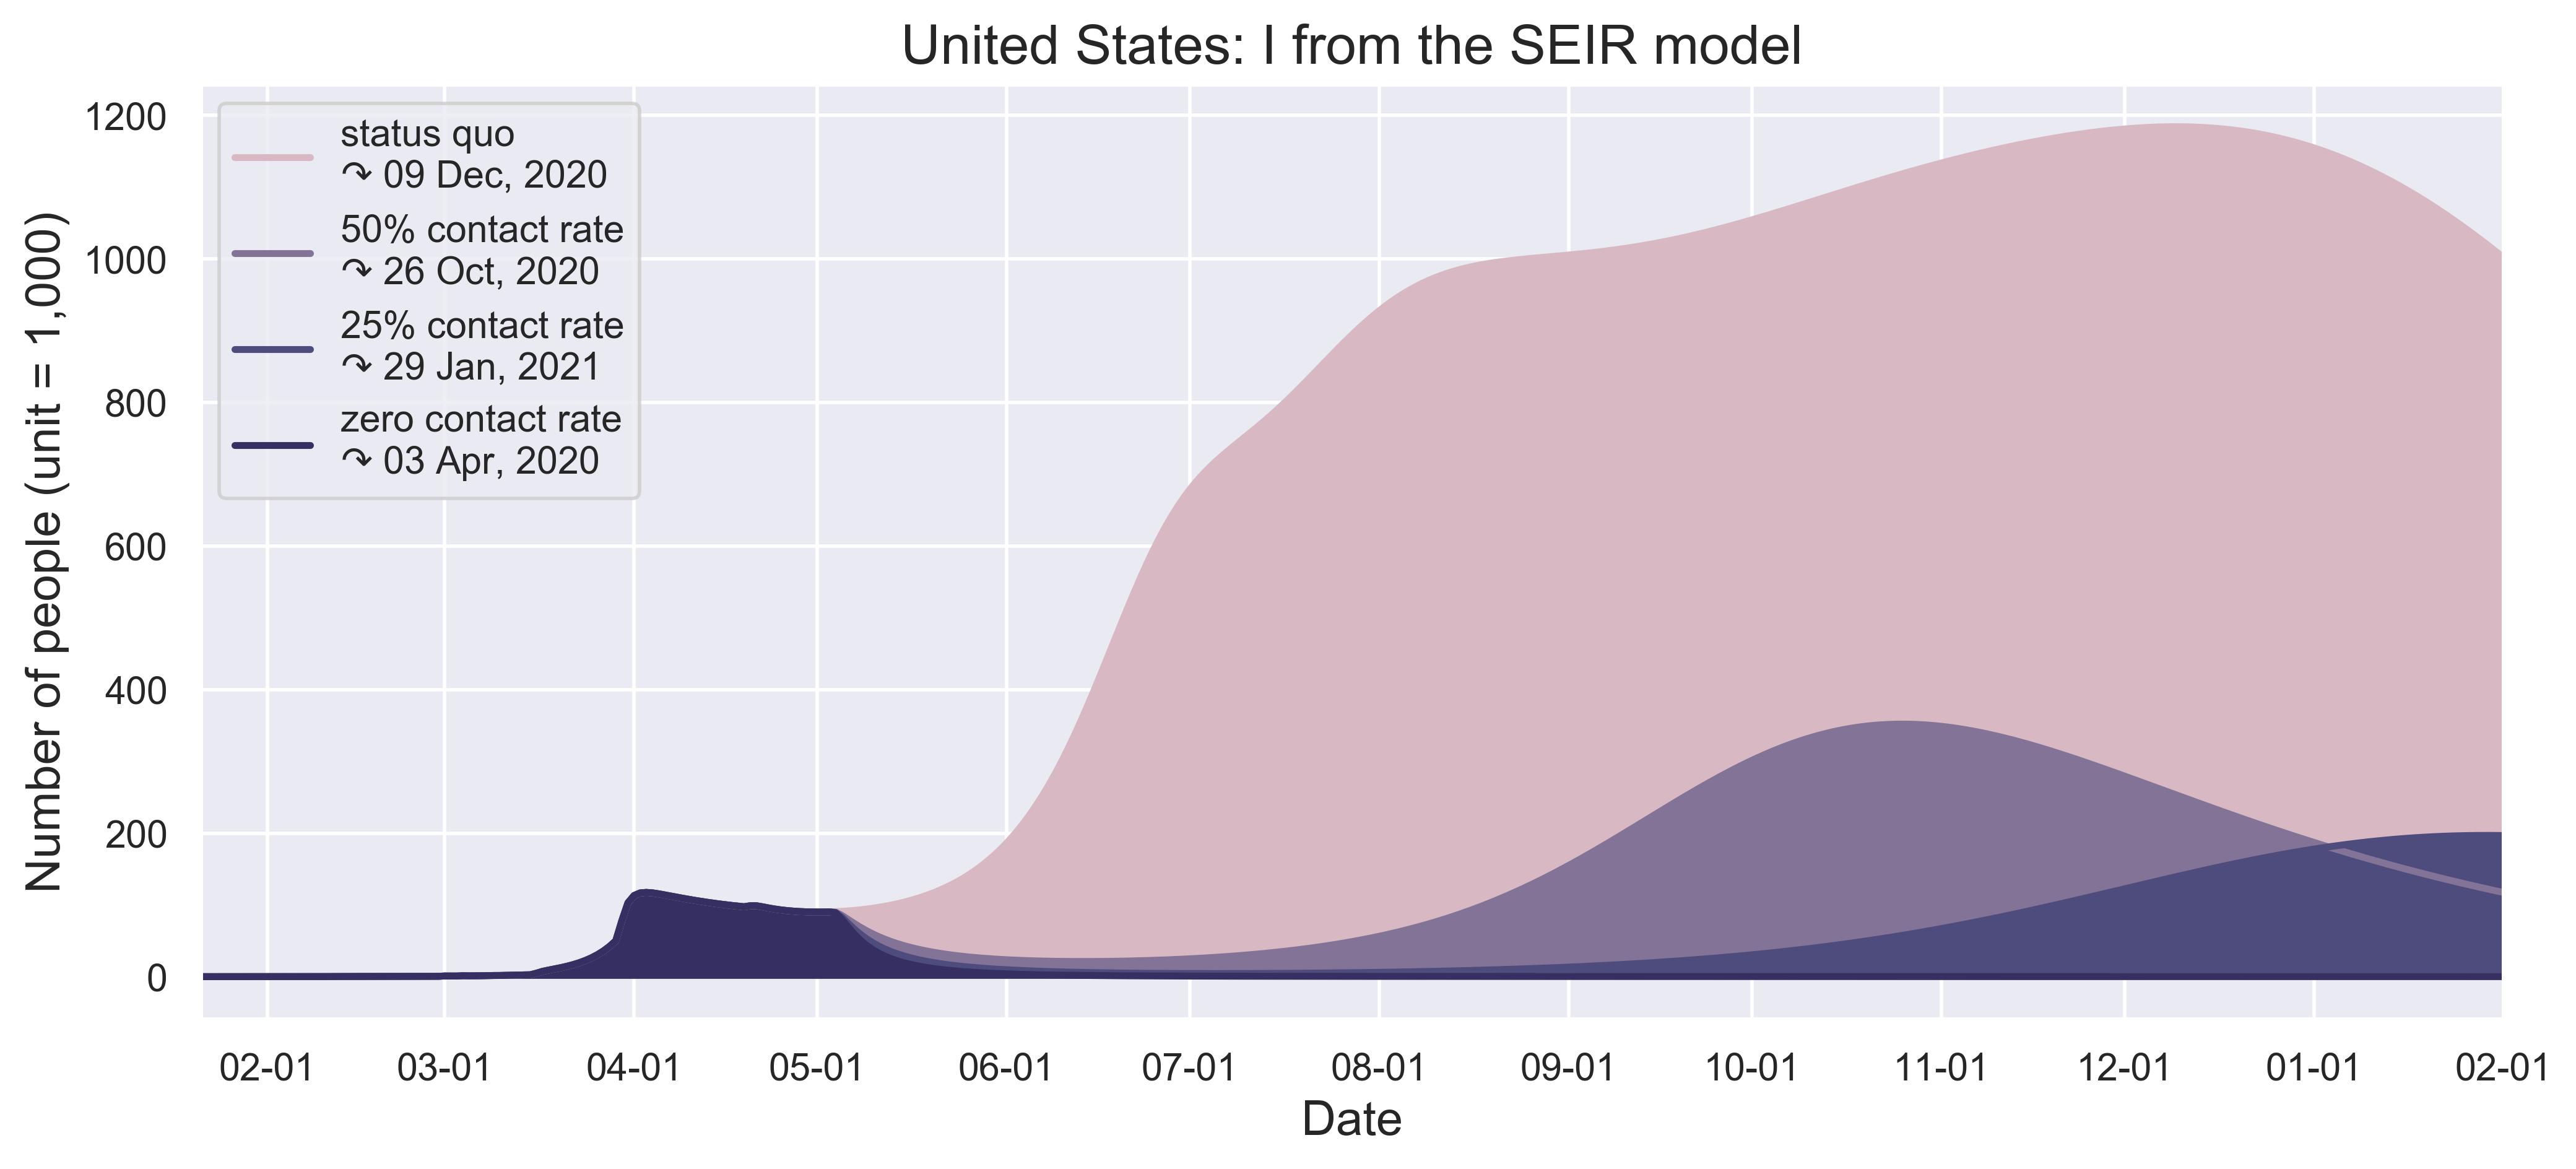 United States: I from the SEIR model
Number of people (unit = 1,000)
1200
1000
800
600
400
200
0
status quo
↷ 09 Dec, 2020
50% contact rate
↷ 26 Oct, 2020
25% contact rate
↷ 29 Jan, 2021
zero contact rate
↷ 03 Apr, 2020
02-01 03-01 04-01 05-01 06-01 07-01 08-01 09-01 10-01 11-01 12-01 01-01 02-01
Date